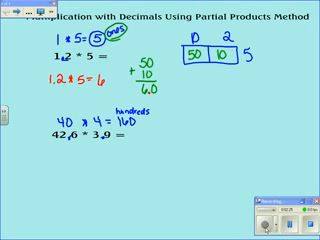 Multiplication with Decimals Using Partial Products Method
1 * 5 = 5 ones
1.2 * 5 =
1.2 * 5 = 6
50
+ 10
6.0
10 2
50 10 5
hundreds
40 * 4 = 160
42.6 * 3.9 =